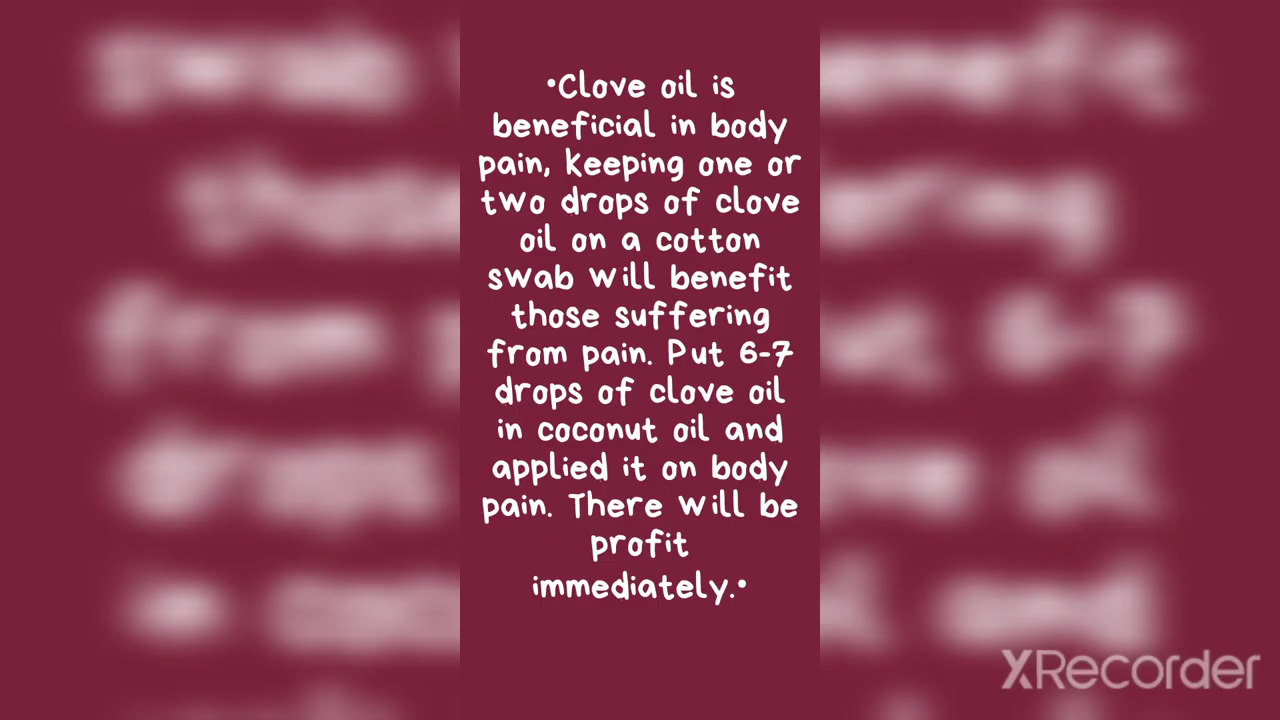 •Clove oil is
beneficial in body
pain, keeping one or
two drops of clove
oil on a cotton
swab will benefit
those suffering
from pain. Put 6-7
drops of clove oil
in coconut oil and
applied it on body
pain. There will be
profit
immediately.•
XRecorder